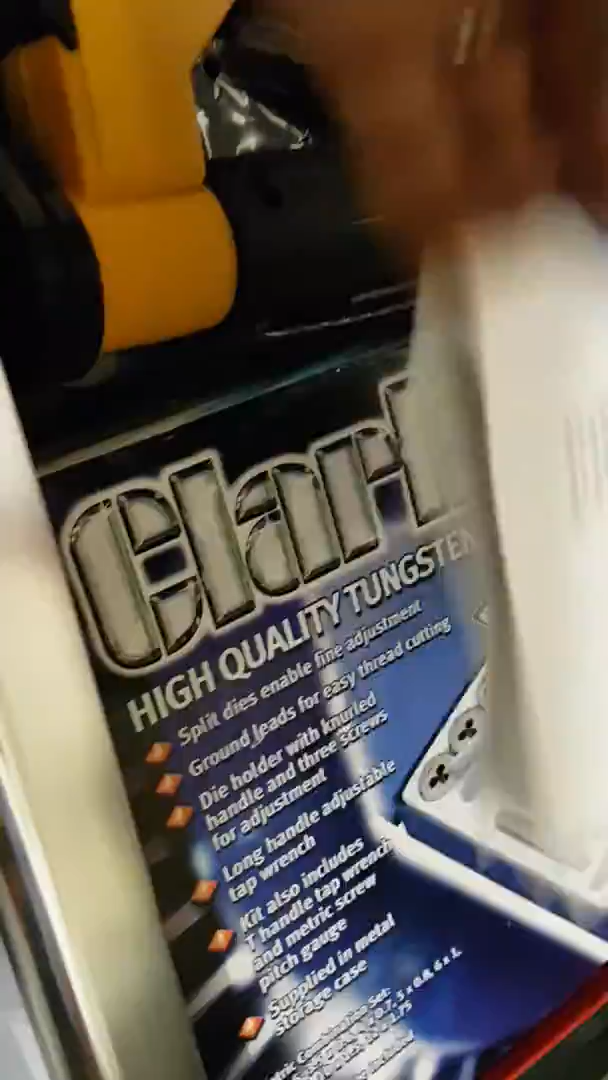 Clark
HIGH QUALITY TUNGSTEN
Split dies enable fine adjustment
Ground leads for easy thread cutting
Die holder with knurled
handle and three screws
for adjustment
Long handle adjustable
tap wrench
Kit also includes
T handle tap wrench
and metric screw
pitch gauge
Supplied in metal
storage case
Combination Set: